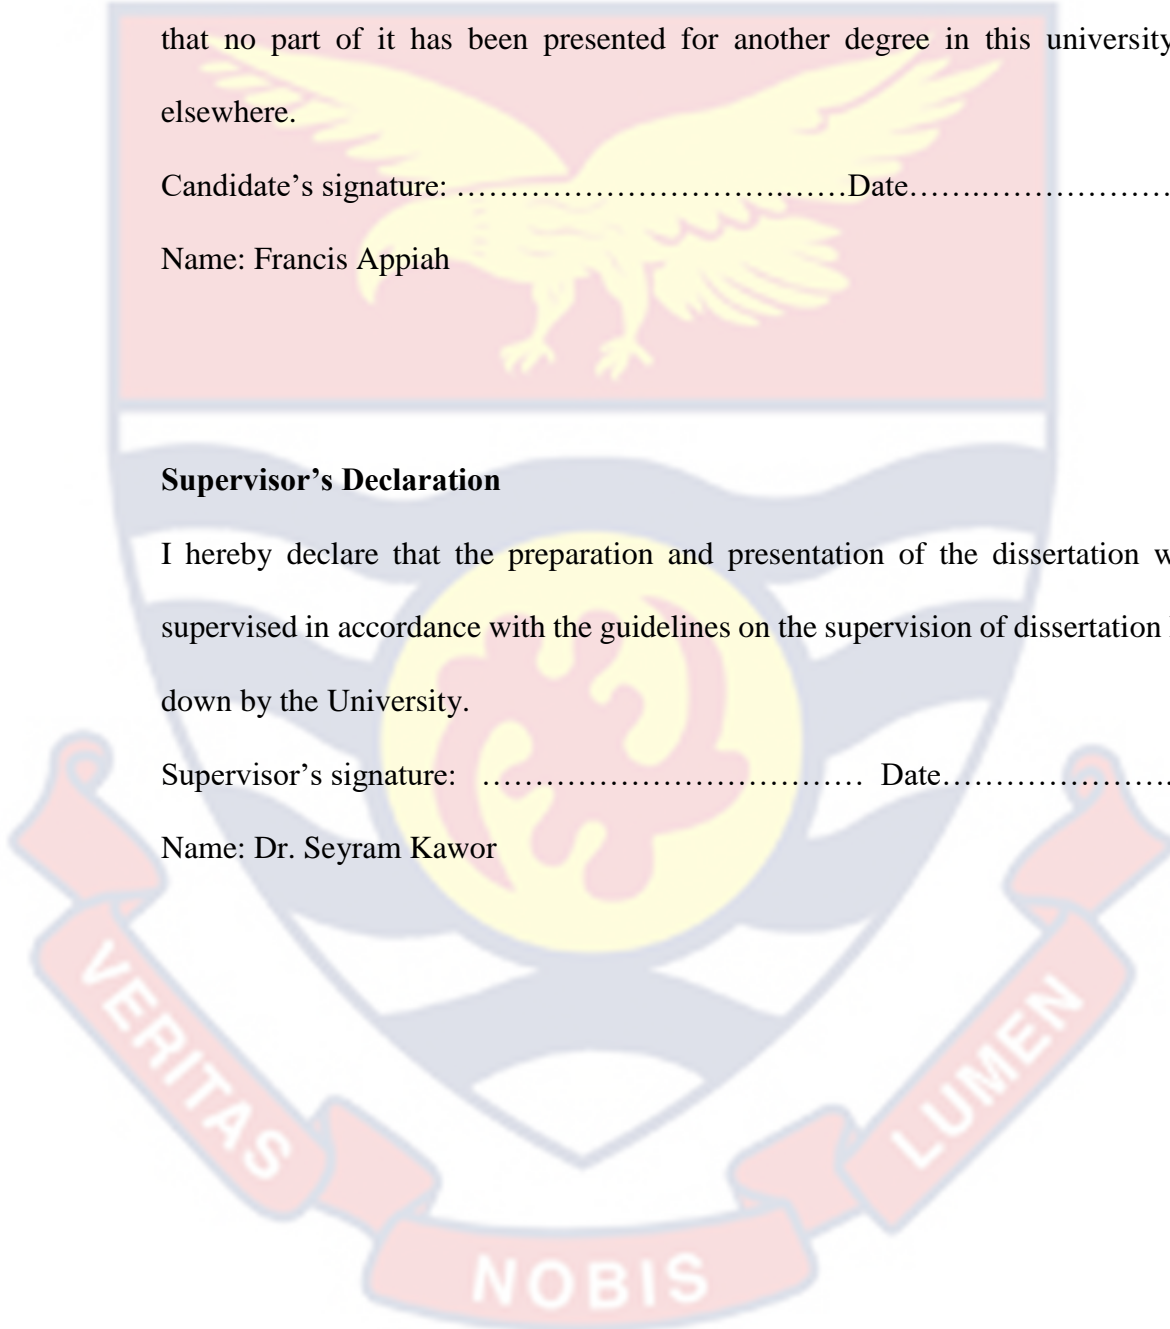 that no part of it has been presented for another degree in this university
elsewhere.
Candidate’s signature: …….……………………….……Date…….………………
Name: Francis Appiah
Supervisor’s Declaration
I hereby declare that the preparation and presentation of the dissertation
supervised in accordance with the guidelines on the supervision of dissertation
down by the University.
Supervisor’s signature: ……………………………… Date………………….
Name: Dr. Seyram Kawor
VERITAS
NOBIS
LUMEN